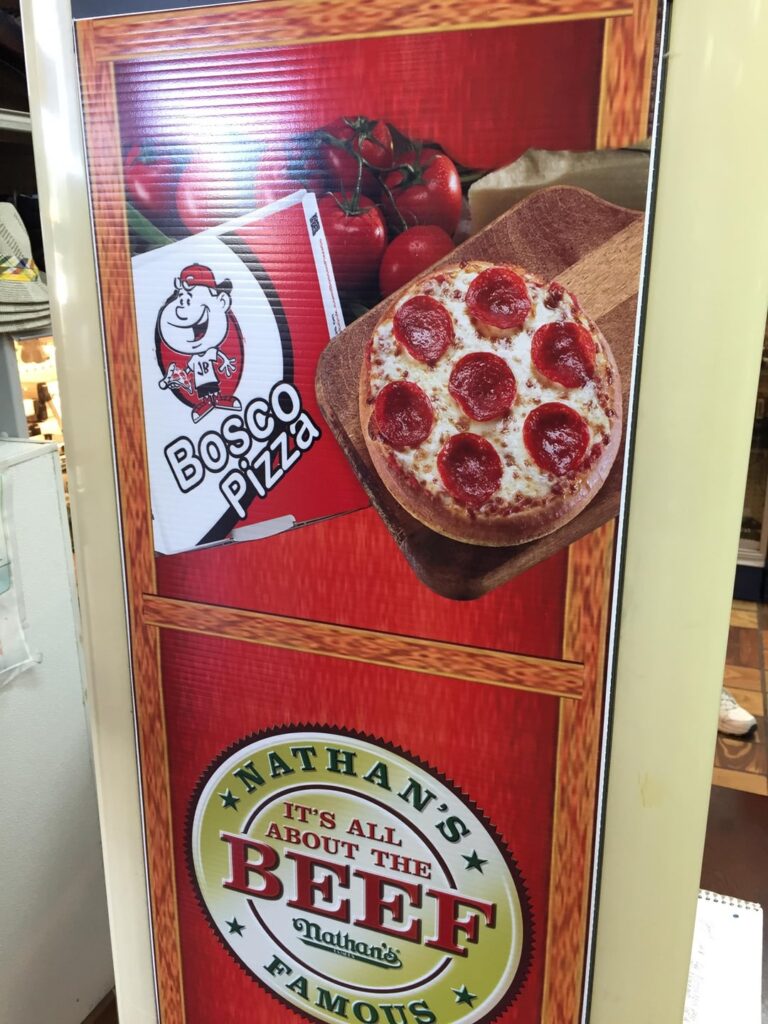 JB
BOSCO
Pizza
NATHAN'S
IT'S ALL
ABOUT THE
BEEF
Nathan's
FAMOUS